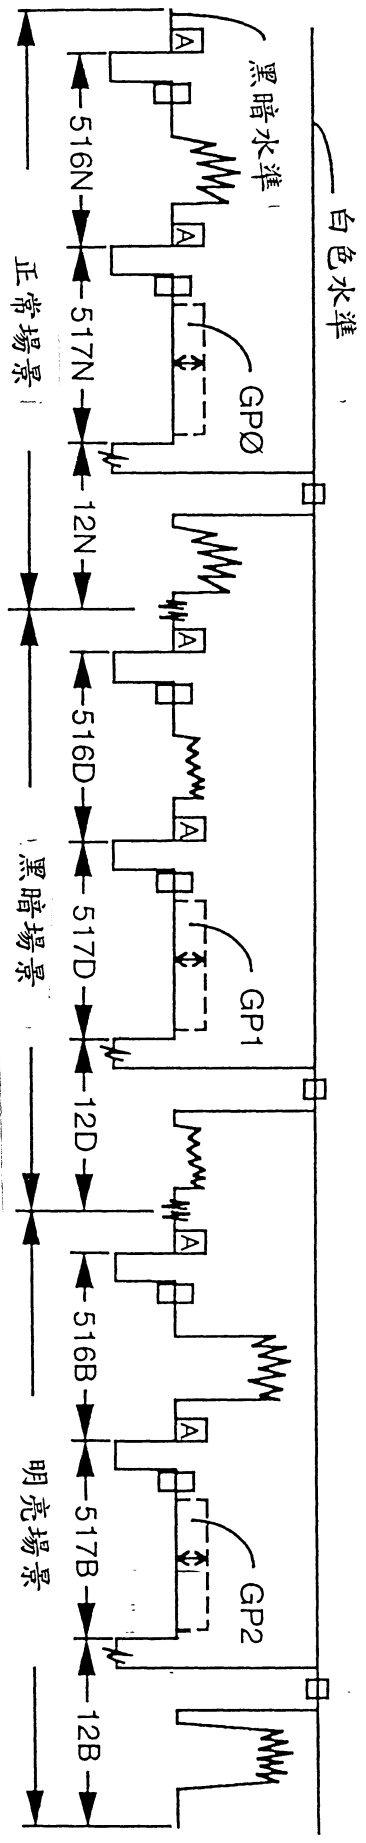 白色水準
黑暗水準
A
A
GPØ
A
A
GP1
A
A
GP2
516N
517N
12N
516D
517D
12D
516B
517B
12B
正常場景
黑暗場景
明亮場景